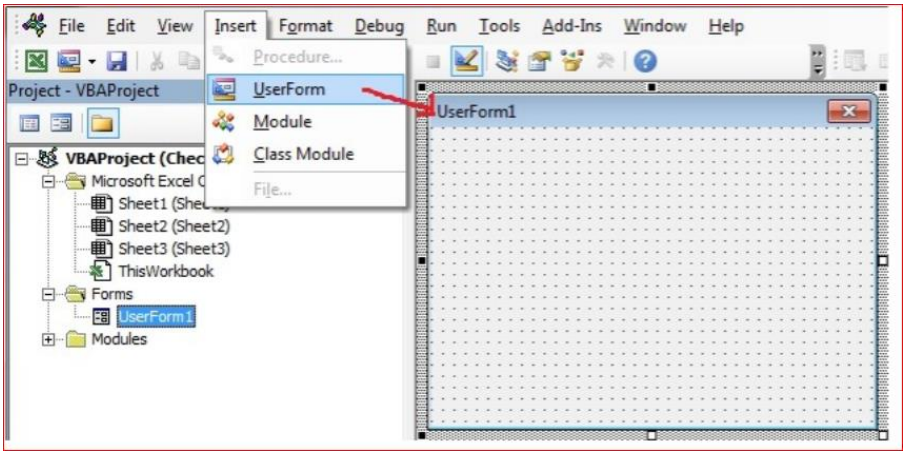 File Edit View Insert Format Debug Run Tools Add-Ins Window Help
Procedure...
Project - VBAProject
UserForm
UserForm1
Module
Class Module
VBAProject (Chec
File...
Microsoft Excel O
Sheet1 (She
Sheet2 (Sheet2)
Sheet3 (Sheet3)
ThisWorkbook
Forms
UserForm1
Modules